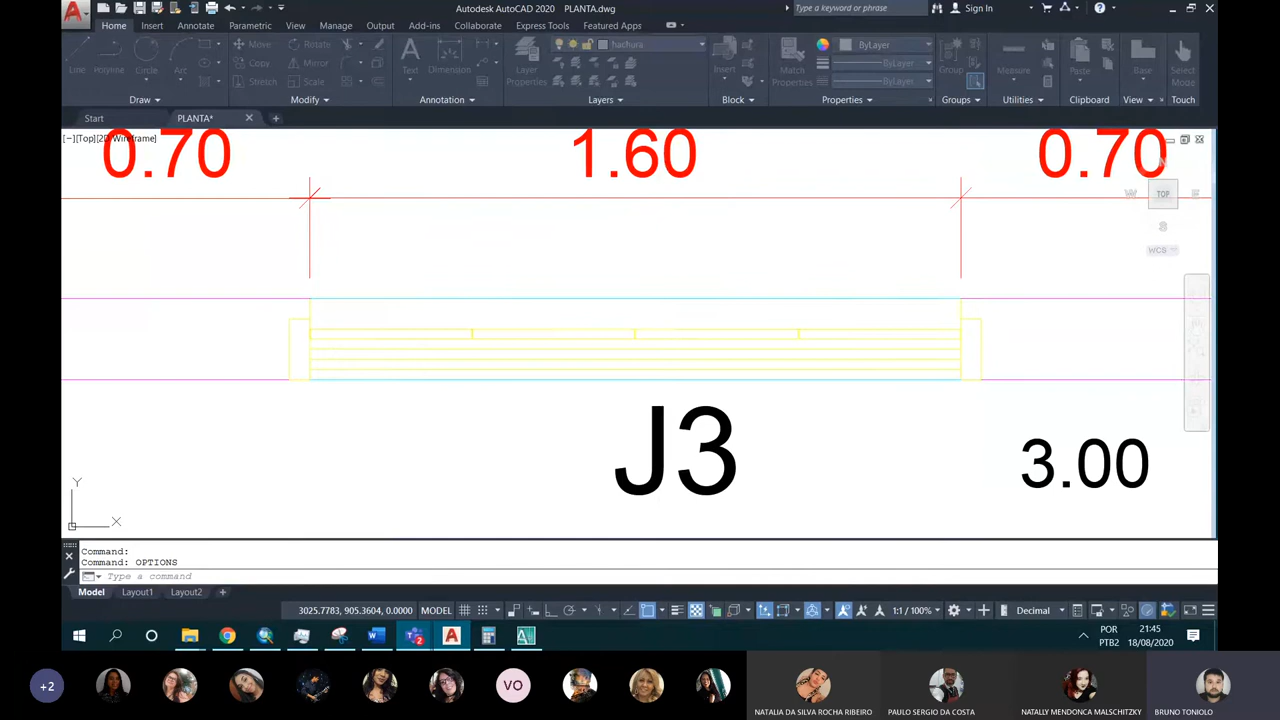 Autodesk AutoCAD 2020 PLANTA.dwg
Type a keyword or phrase
Sign In
Home Insert Annotate Parametric View Manage Output Add-ins Collaborate Express Tools Featured Apps
Line Polyline Circle Arc
Move Rotate
Copy Mirror
Stretch Scale
Text Dimension
Layer Properties
hachura
Insert
Match Properties
ByLayer
ByLayer
ByLayer
Group
Measure
Paste
Base
Select Mode
Draw Modify Annotation Layers Block Properties Groups Utilities Clipboard View Touch
Start PLANTA*
[−][Top][2D Wireframe]
0.70 1.60 0.70
N
W TOP E
S
WCS
J3
3.00
Y
X
Command:
Command: OPTIONS
Type a command
Model Layout1 Layout2
3025.7783, 905.3604, 0.0000 MODEL 1:1 / 100% Decimal
POR
PTB2
21:45
18/08/2020
+2
VO
NATALIA DA SILVA ROCHA RIBEIRO PAULO SERGIO DA COSTA NATALLY MENDONCA MALSCHITZKY BRUNO TONIOLO